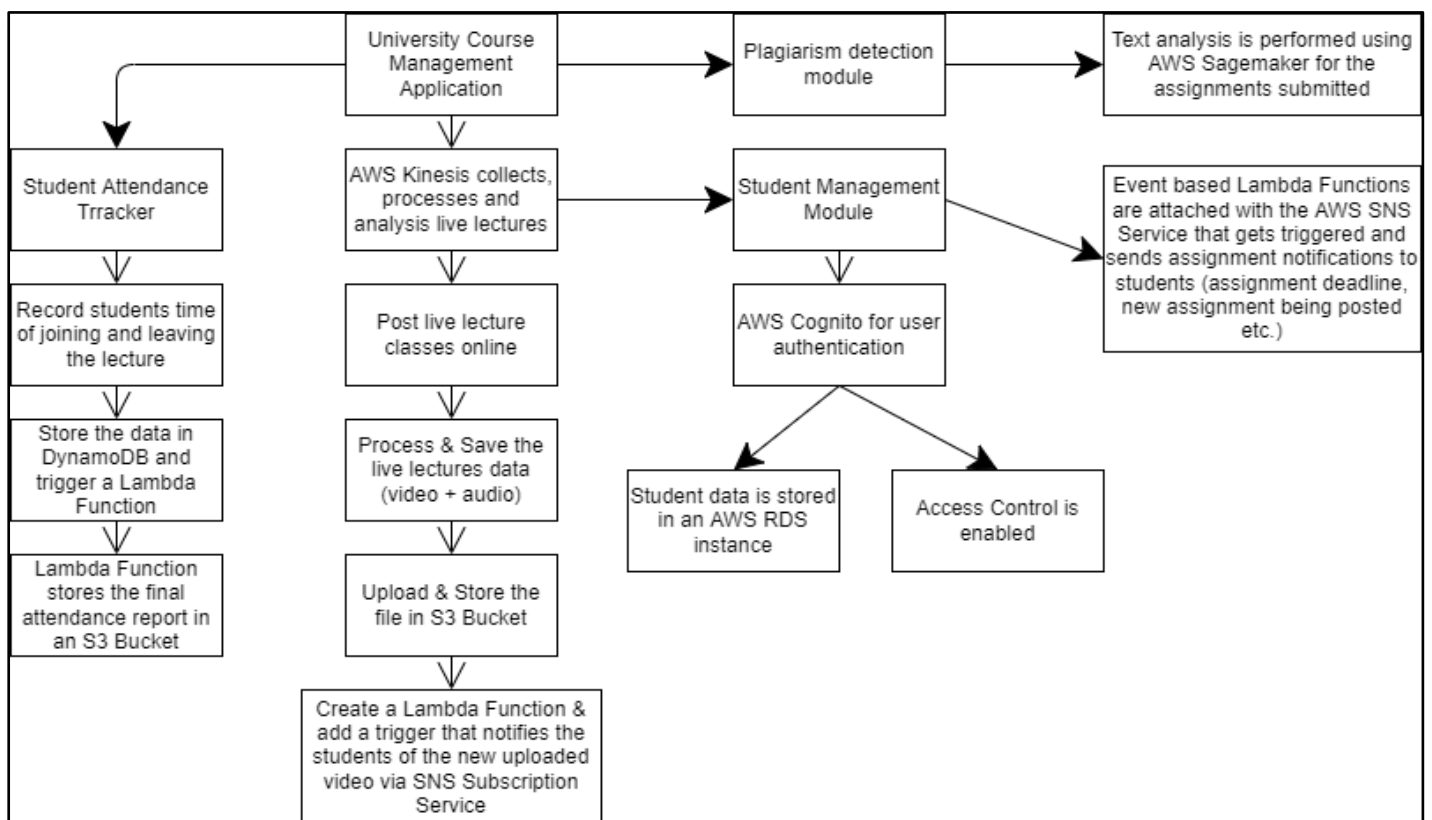 University Course
Management
Application
Plagiarism detection
module
Text analysis is performed using
AWS Sagemaker for the
assignments submitted
Student Attendance
Trracker
AWS Kinesis collects,
processes and
analysis live lectures
Student Management
Module
Event based Lambda Functions
are attached with the AWS SNS
Service that gets triggered and
sends assignment notifications to
students (assignment deadline,
new assignment being posted
etc.)
Record students time
of joining and leaving
the lecture
Post live lecture
classes online
AWS Cognito for user
authentication
Store the data in
DynamoDB and
trigger a Lambda
Function
Process & Save the
live lectures data
(video + audio)
Student data is stored
in an AWS RDS
instance
Access Control is
enabled
Lambda Function
stores the final
attendance report in
an S3 Bucket
Upload & Store the
file in S3 Bucket
Create a Lambda Function &
add a trigger that notifies the
students of the new uploaded
video via SNS Subscription
Service